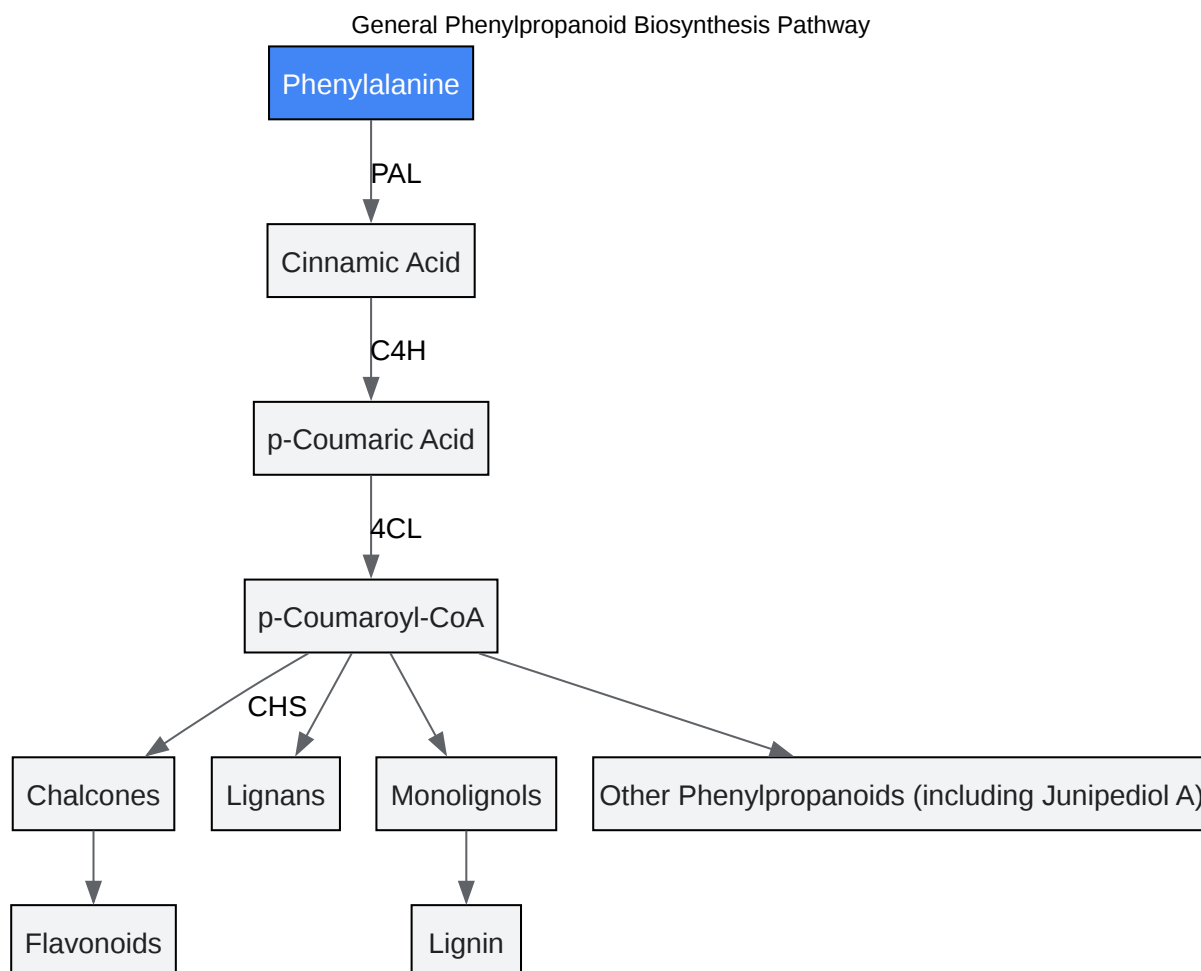 General Phenylpropanoid Biosynthesis Pathway
Phenylalanine
PAL
Cinnamic Acid
C4H
p-Coumaric Acid
4CL
p-Coumaroyl-CoA
CHS
Chalcones
Lignans
Monolignols
Other Phenylpropanoids (including Junipediol A)
Flavonoids
Lignin